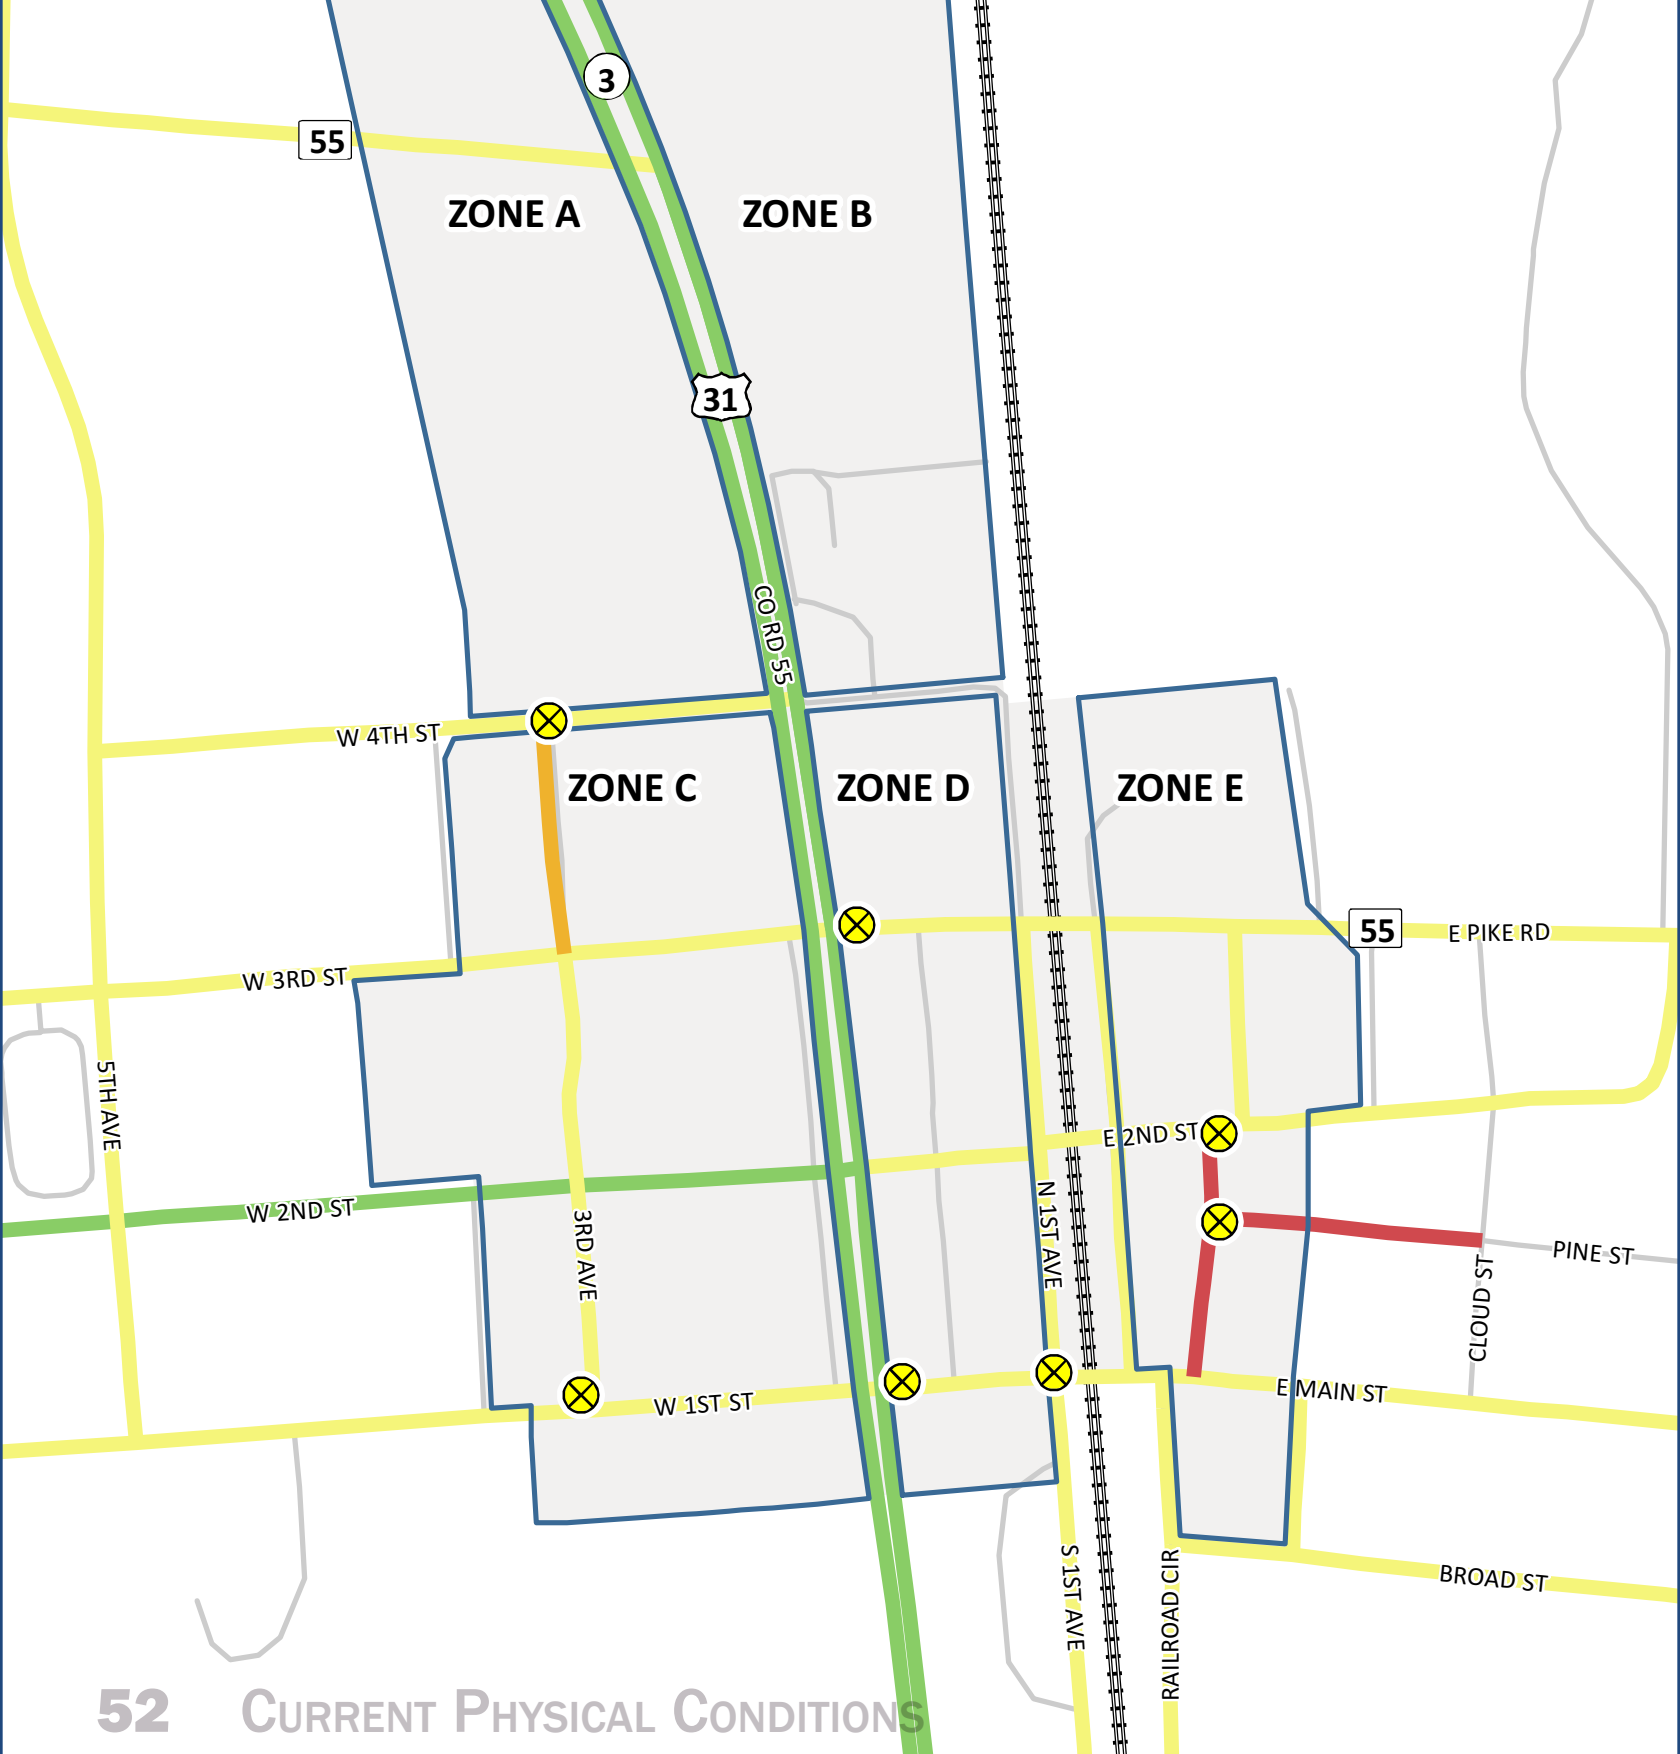 3
55
ZONE A
ZONE B
31
CO RD 55
W 4TH ST
ZONE C
ZONE D
ZONE E
55
E PIKE RD
W 3RD ST
5TH AVE
E 2ND ST
W 2ND ST
3RD AVE
N 1ST AVE
PINE ST
CLOUD ST
E MAIN ST
W 1ST ST
S 1ST AVE
RAILROAD CIR
BROAD ST
52 CURRENT PHYSICAL CONDITIONS